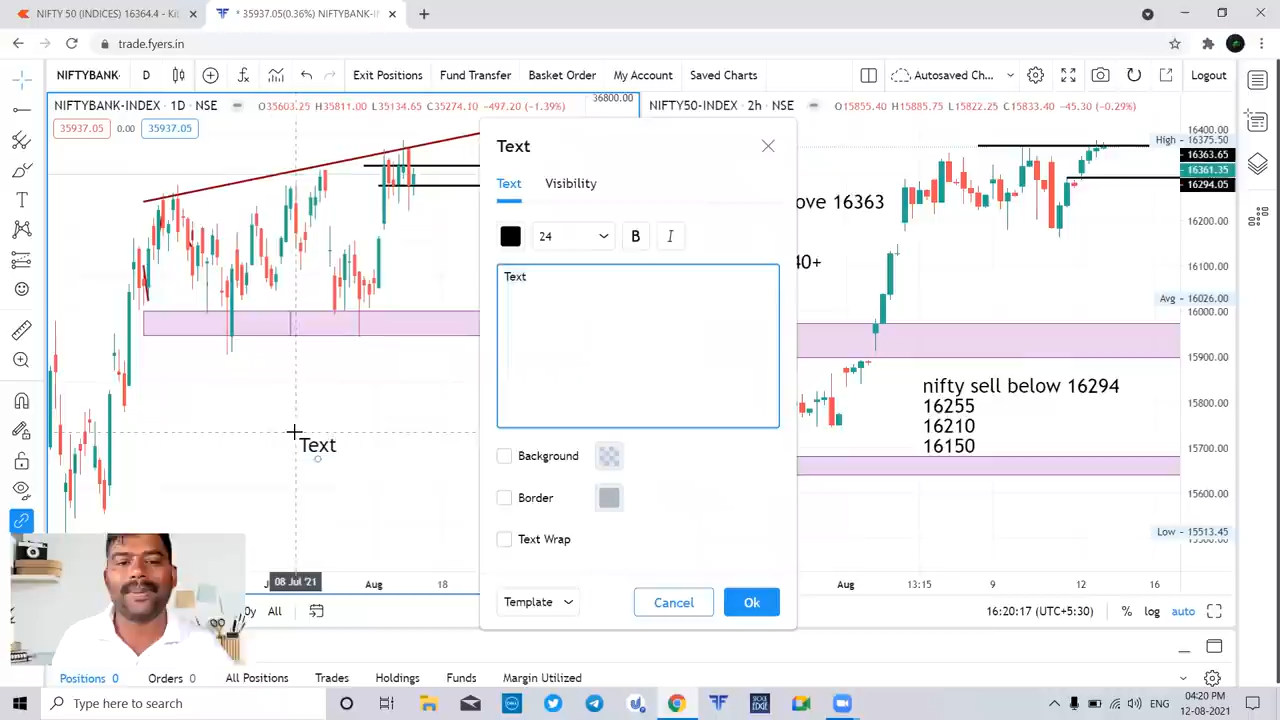 NIFTY 50 (INDICES) 16364.4 - Ki
* 35937.05(0.36%) NIFTYBANK-IN
trade.fyers.in
NIFTYBANK-
D
Exit Positions
Fund Transfer
Basket Order
My Account
Saved Charts
Autosaved Ch...
Logout
NIFTYBANK-INDEX · 1D · NSE
O35603.25 H35811.00 L35134.65 C35274.10 -497.20 (-1.39%)
36800.00
35937.05 0.00 35937.05
NIFTY50-INDEX · 2h · NSE
O15855.40 H15885.75 L15822.25 C15833.40 -45.30 (-0.29%)
16400.00
High - 16375.50
16363.65
16361.35
16294.05
16200.00
16100.00
16000.00
15900.00
15800.00
15700.00
15600.00
Avg - 16026.00
Low - 15513.45
ove 16363
40+
nifty sell below 16294
16255
16210
16150
Text
Text
Text
Visibility
24
B
I
Text
Background
Border
Text Wrap
Template
Cancel
Ok
08 Jul '21
Aug
18
Aug
13:15
9
12
16
All
16:20:17 (UTC+5:30)
%
log
auto
Positions 0
Orders 0
All Positions
Trades
Holdings
Funds
Margin Utilized
Type here to search
ENG
04:20 PM
12-08-2021